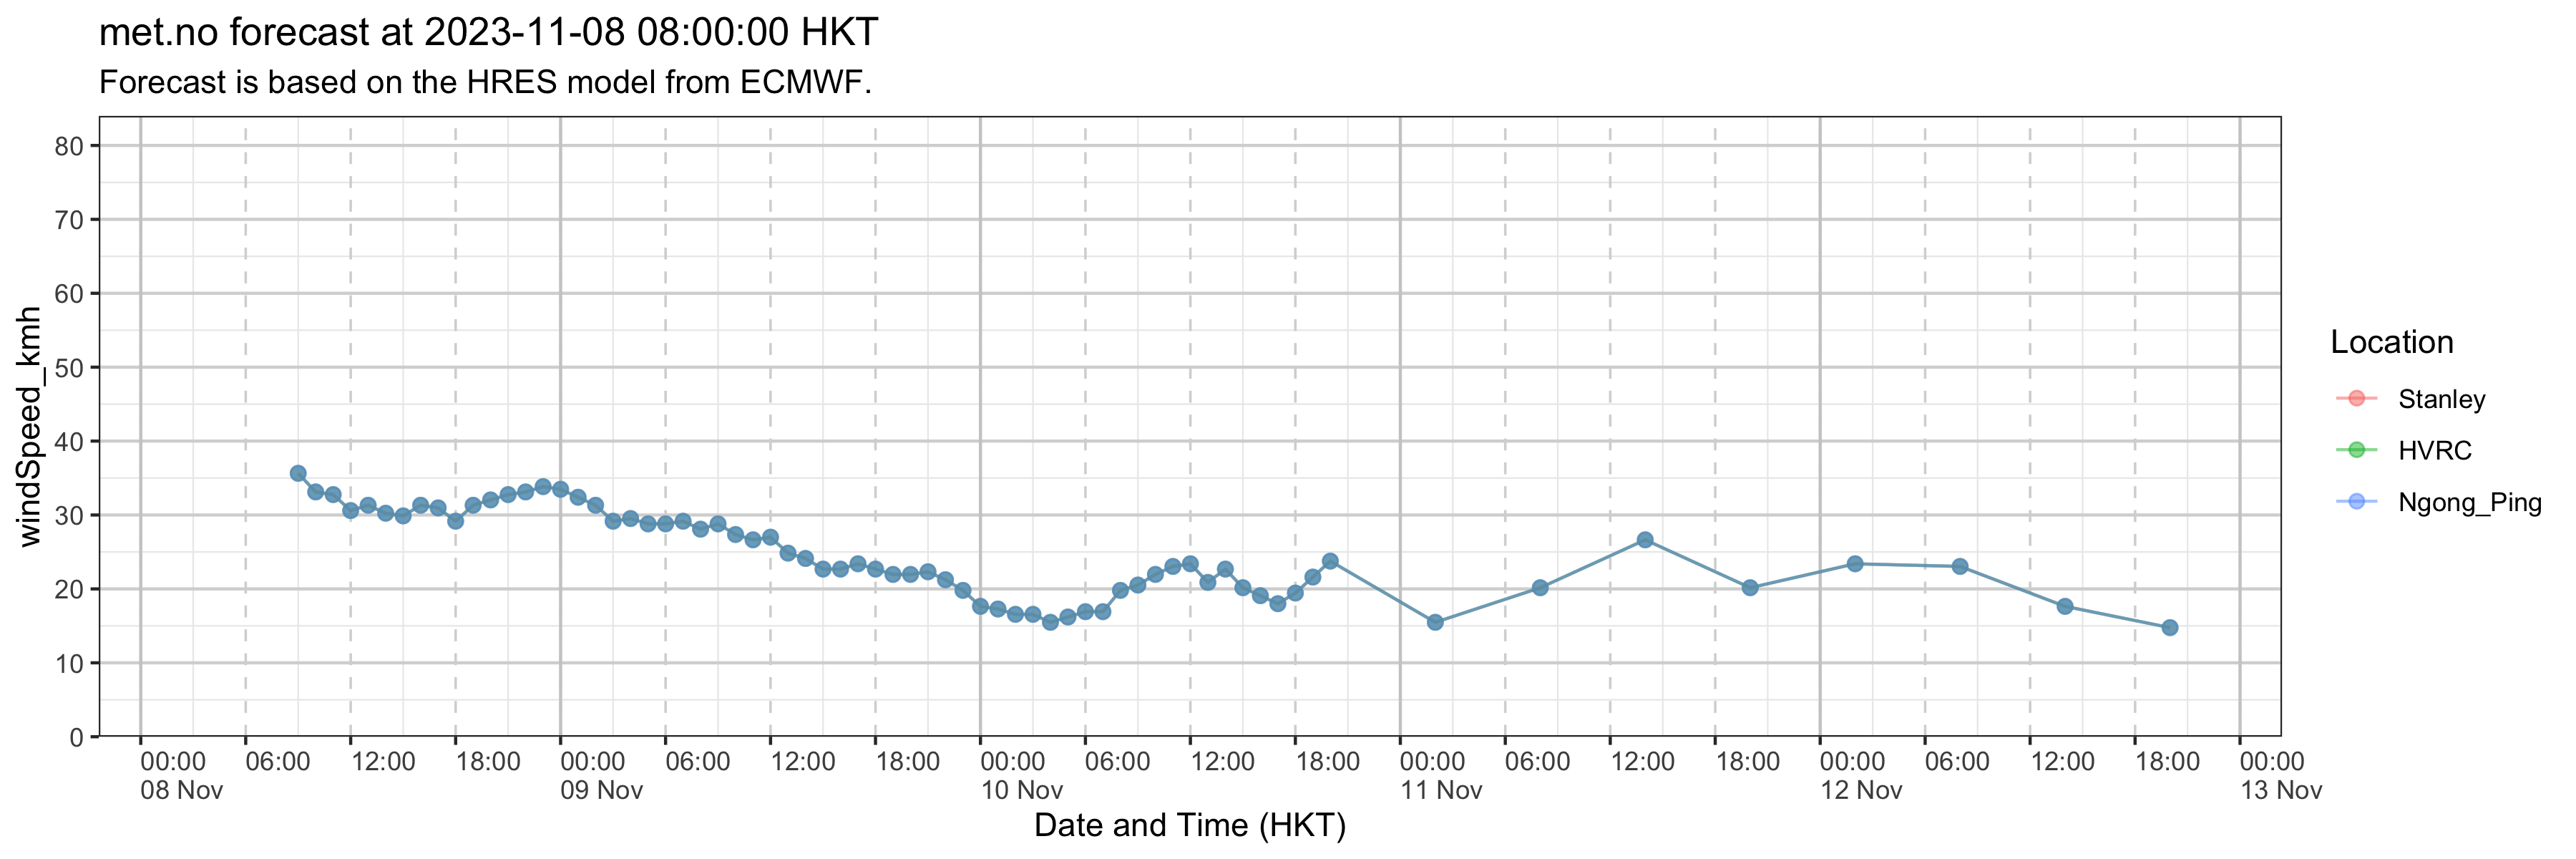 met.no forecast at 2023-11-08 08:00:00 HKT
Forecast is based on the HRES model from ECMWF.
windSpeed_kmh
80
70
60
50
40
30
20
10
0
00:00 06:00 12:00 18:00 00:00 06:00 12:00 18:00 00:00 06:00 12:00 18:00 00:00 06:00 12:00 18:00 00:00 06:00 12:00 18:00 00:00
08 Nov 09 Nov 10 Nov 11 Nov 12 Nov 13 Nov
Date and Time (HKT)
Location
Stanley
HVRC
Ngong_Ping